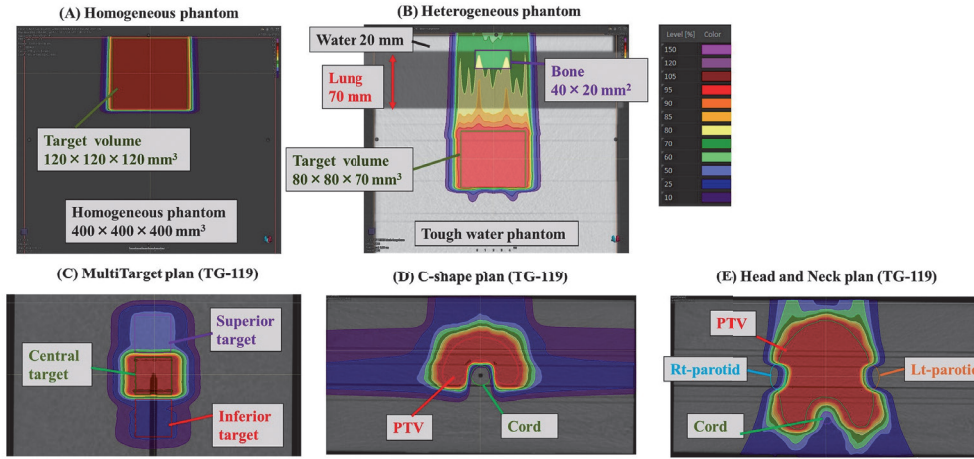 (A) Homogeneous phantom
Target volume
120 × 120 × 120 mm³
Homogeneous phantom
400 × 400 × 400 mm³
(B) Heterogeneous phantom
Water 20 mm
Lung
70 mm
Bone
40 × 20 mm²
Target volume
80 × 80 × 70 mm³
Tough water phantom
Level [%] Color
150
120
105
95
90
85
80
70
60
50
25
10
(C) MultiTarget plan (TG-119)
Superior
target
Central
target
Inferior
target
(D) C-shape plan (TG-119)
PTV
Cord
(E) Head and Neck plan (TG-119)
PTV
Rt-parotid
Lt-parotid
Cord